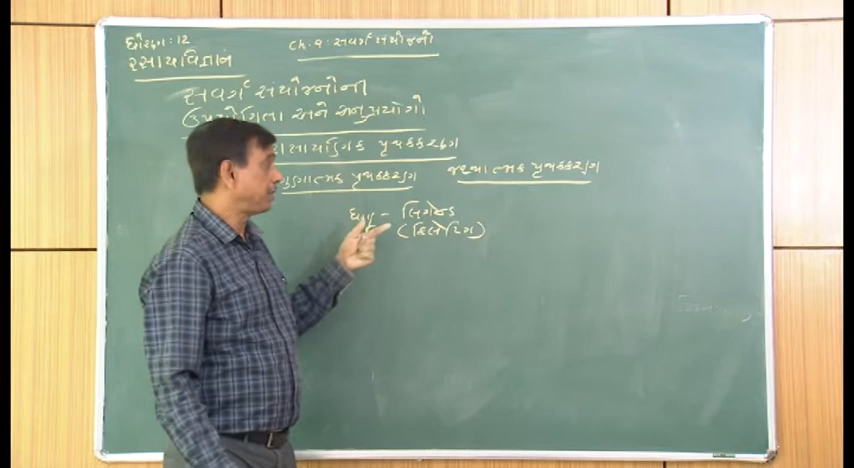 ધોરણ : 12
Ch. 9 : સવર્ગ સંયોજનો
રસાયણવિજ્ઞાન
સવર્ગ સંયોજનોની
ઉપયોગિતા અને અનુપ્રયોગો
રાસાયણિક પૃથક્કરણ
ગુણાત્મક પૃથક્કરણ
જથ્થાત્મક પૃથક્કરણ
ધાતુ - લિગેન્ડ
(કિલેટિંગ)